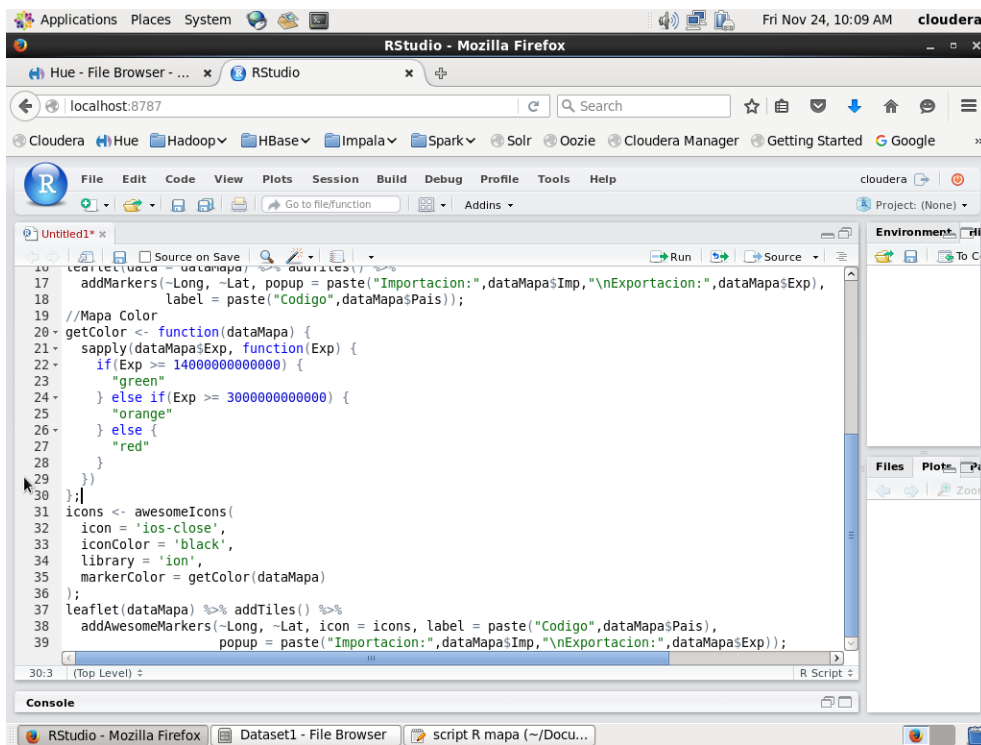 Applications Places System Fri Nov 24, 10:09 AM cloudera
RStudio - Mozilla Firefox
Hue - File Browser - ... × RStudio ×
localhost:8787 Search
Cloudera Hue Hadoop HBase Impala Spark Solr Oozie Cloudera Manager Getting Started G Google »
R File Edit Code View Plots Session Build Debug Profile Tools Help cloudera
Go to file/function Addins Project: (None)
Untitled1* × Environment
Source on Save Run Source To C
16 leaflet(data = dataMapa) %>% addTiles() %>%
17 addMarkers(~Long, ~Lat, popup = paste("Importacion:",dataMapa$Imp,"\nExportacion:",dataMapa$Exp),
18 label = paste("Codigo",dataMapa$Pais));
19 //Mapa Color
20 getColor <- function(dataMapa) {
21 sapply(dataMapa$Exp, function(Exp) {
22 if(Exp >= 14000000000000) {
23 "green"
24 } else if(Exp >= 3000000000000) {
25 "orange"
26 } else {
27 "red"
28 }
29 })
30 };
31 icons <- awesomeIcons(
32 icon = 'ios-close',
33 iconColor = 'black',
34 library = 'ion',
35 markerColor = getColor(dataMapa)
36 );
37 leaflet(dataMapa) %>% addTiles() %>%
38 addAwesomeMarkers(~Long, ~Lat, icon = icons, label = paste("Codigo",dataMapa$Pais),
39 popup = paste("Importacion:",dataMapa$Imp,"\nExportacion:",dataMapa$Exp));
Files Plots Pa
Zoo
30:3 (Top Level) R Script
Console
RStudio - Mozilla Firefox Dataset1 - File Browser script R mapa (~/Docu...